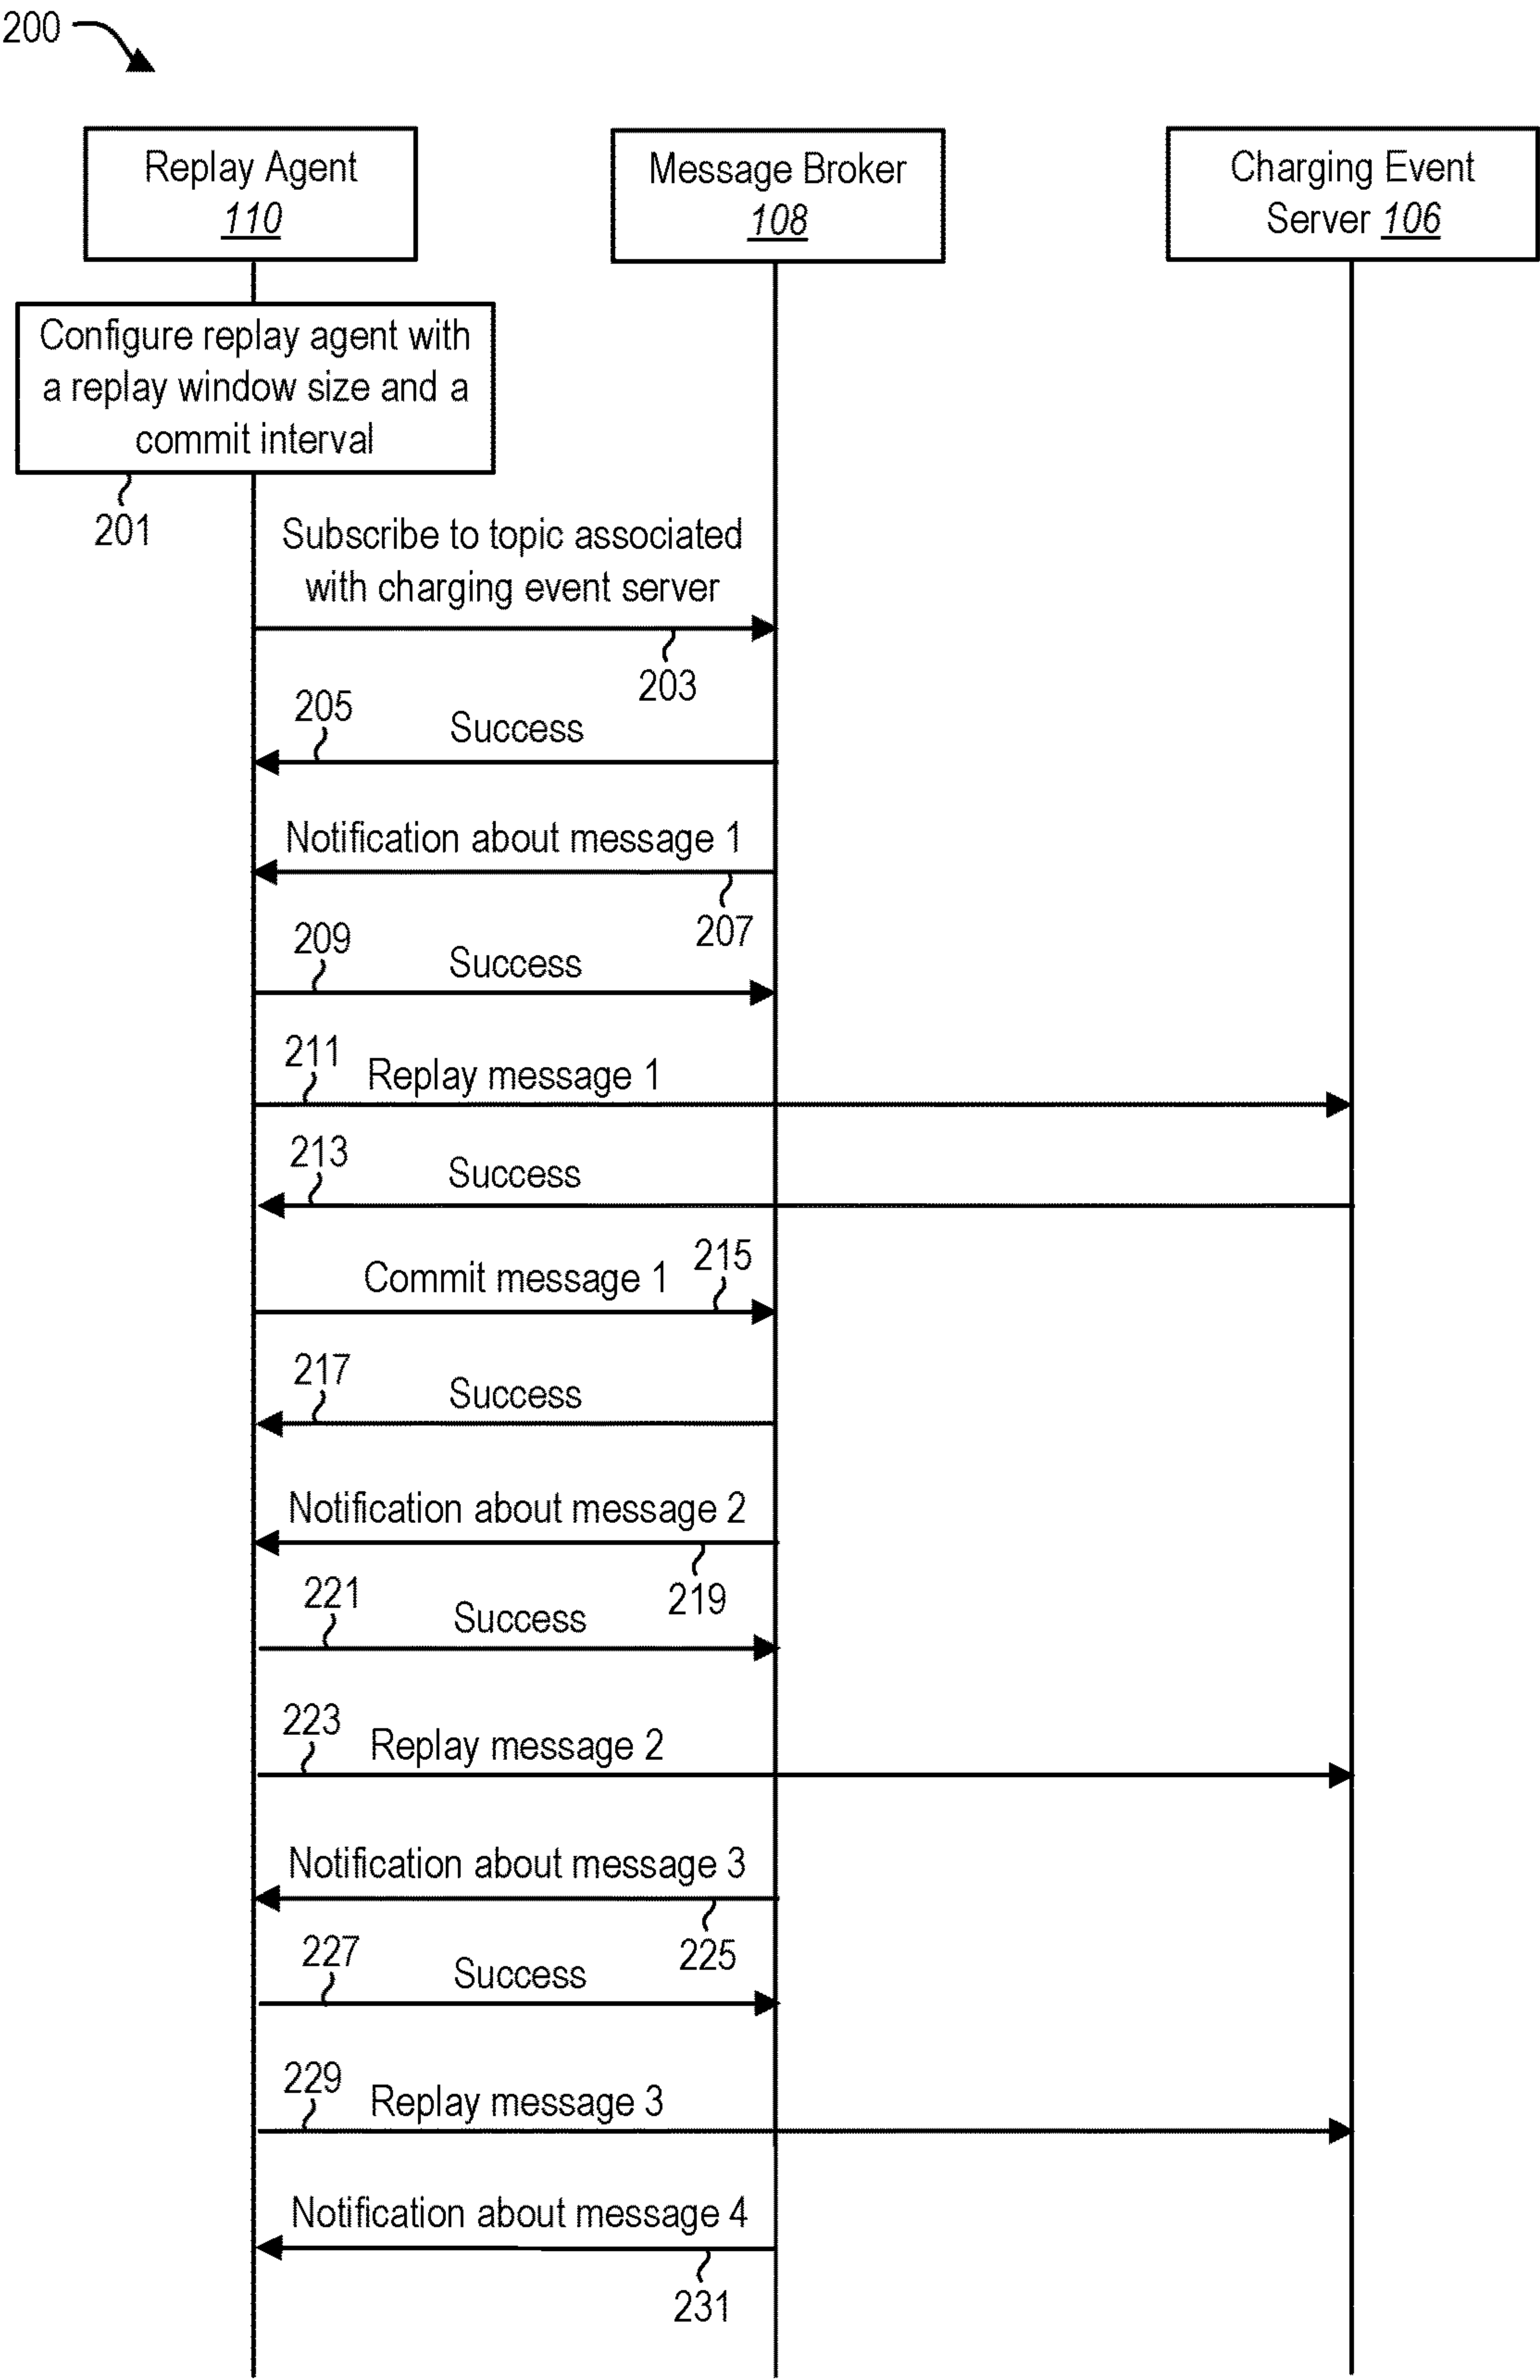 200
Replay Agent
110
Message Broker
108
Charging Event
Server 106
Configure replay agent with
a replay window size and a
commit interval
201
Subscribe to topic associated
with charging event server
203
205
Success
Notification about message 1
207
209
Success
211
Replay message 1
213
Success
215
Commit message 1
217
Success
Notification about message 2
219
221
Success
223
Replay message 2
Notification about message 3
225
227
Success
229
Replay message 3
Notification about message 4
231